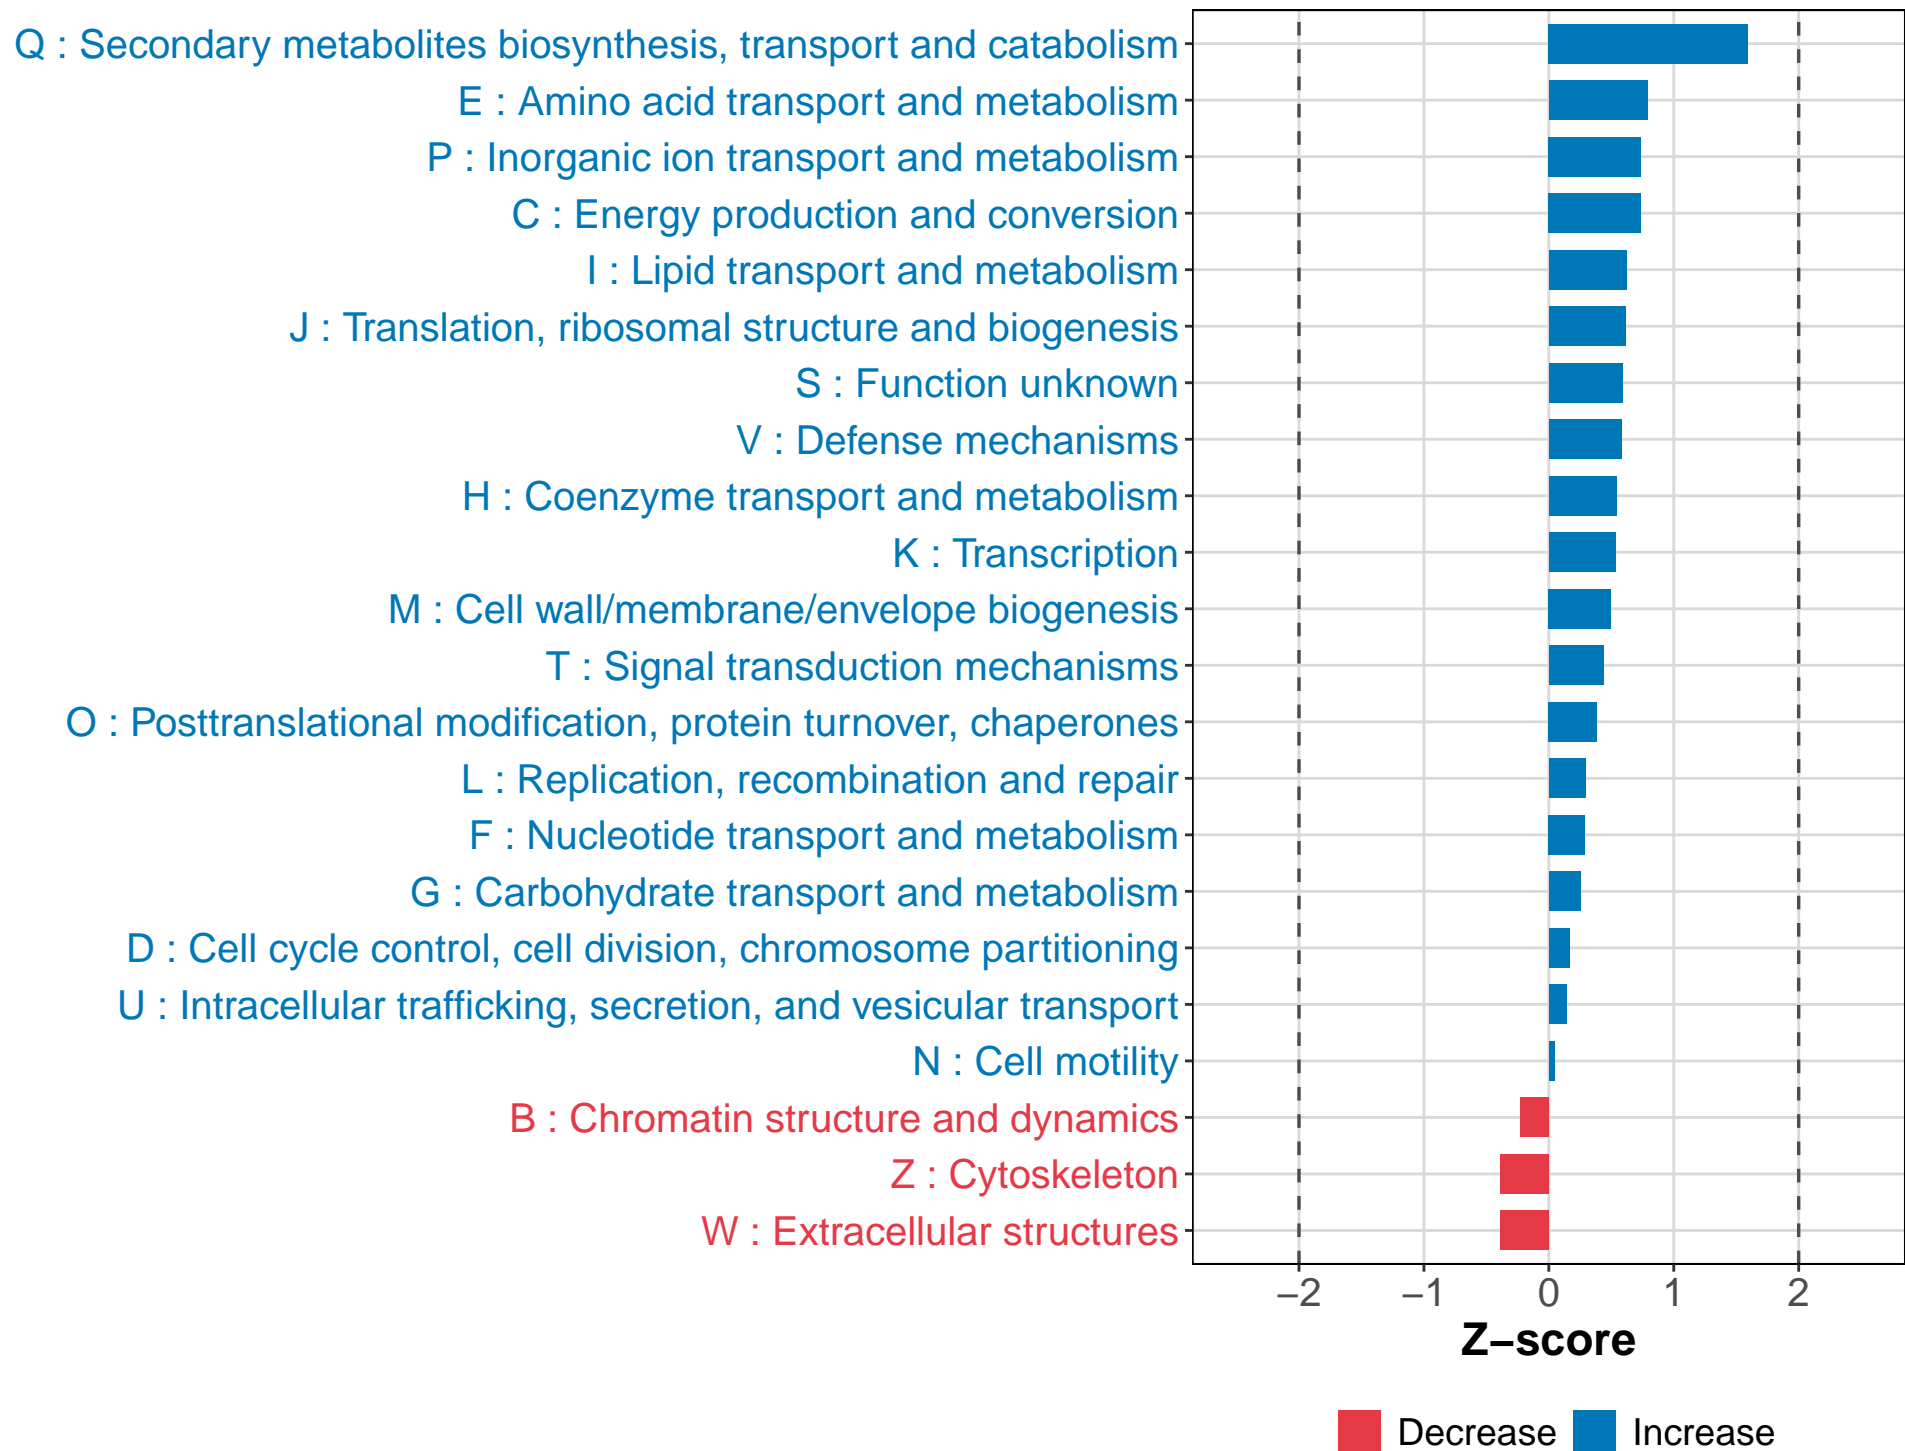 Q : Secondary metabolites biosynthesis, transport and catabolism
E : Amino acid transport and metabolism
P : Inorganic ion transport and metabolism
C : Energy production and conversion
I : Lipid transport and metabolism
J : Translation, ribosomal structure and biogenesis
S : Function unknown
V : Defense mechanisms
H : Coenzyme transport and metabolism
K : Transcription
M : Cell wall/membrane/envelope biogenesis
T : Signal transduction mechanisms
O : Posttranslational modification, protein turnover, chaperones
L : Replication, recombination and repair
F : Nucleotide transport and metabolism
G : Carbohydrate transport and metabolism
D : Cell cycle control, cell division, chromosome partitioning
U : Intracellular trafficking, secretion, and vesicular transport
N : Cell motility
B : Chromatin structure and dynamics
Z : Cytoskeleton
W : Extracellular structures
−2 −1 0 1 2
Z−score
Decrease Increase